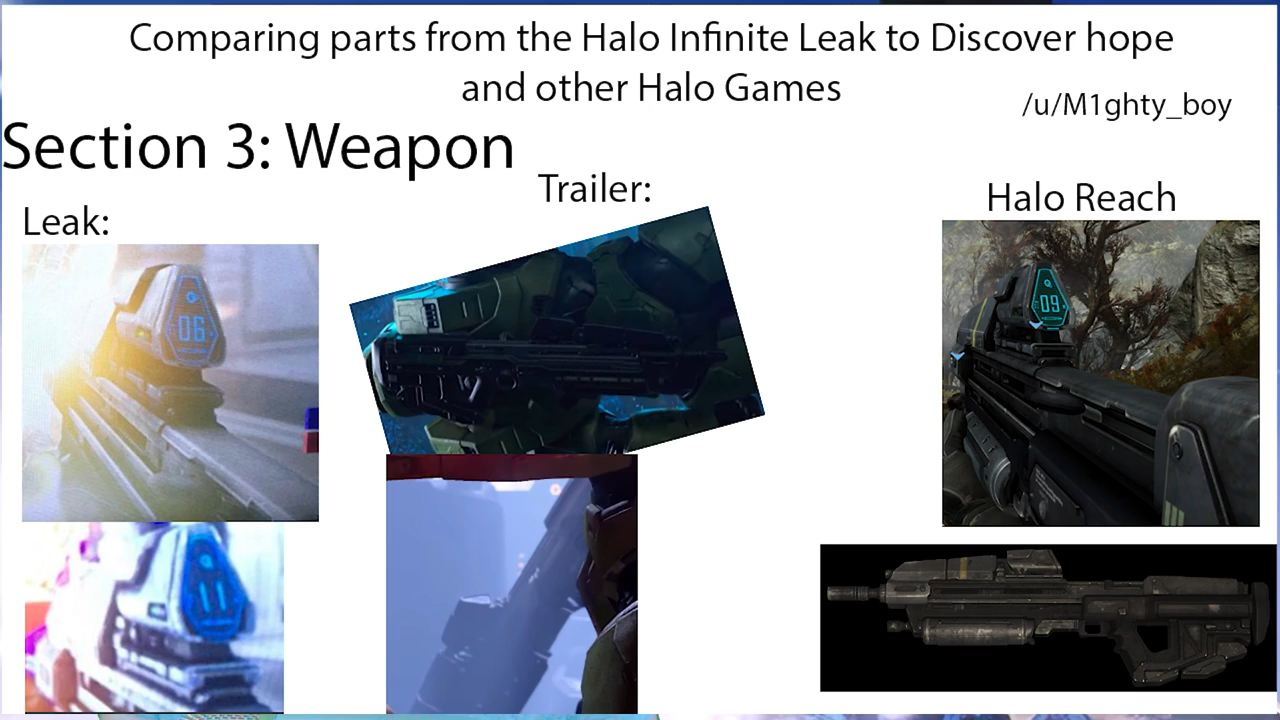 Comparing parts from the Halo Infinite Leak to Discover hope
and other Halo Games
/u/M1ghty_boy
Section 3: Weapon
Leak:
Trailer:
Halo Reach
06
09
11